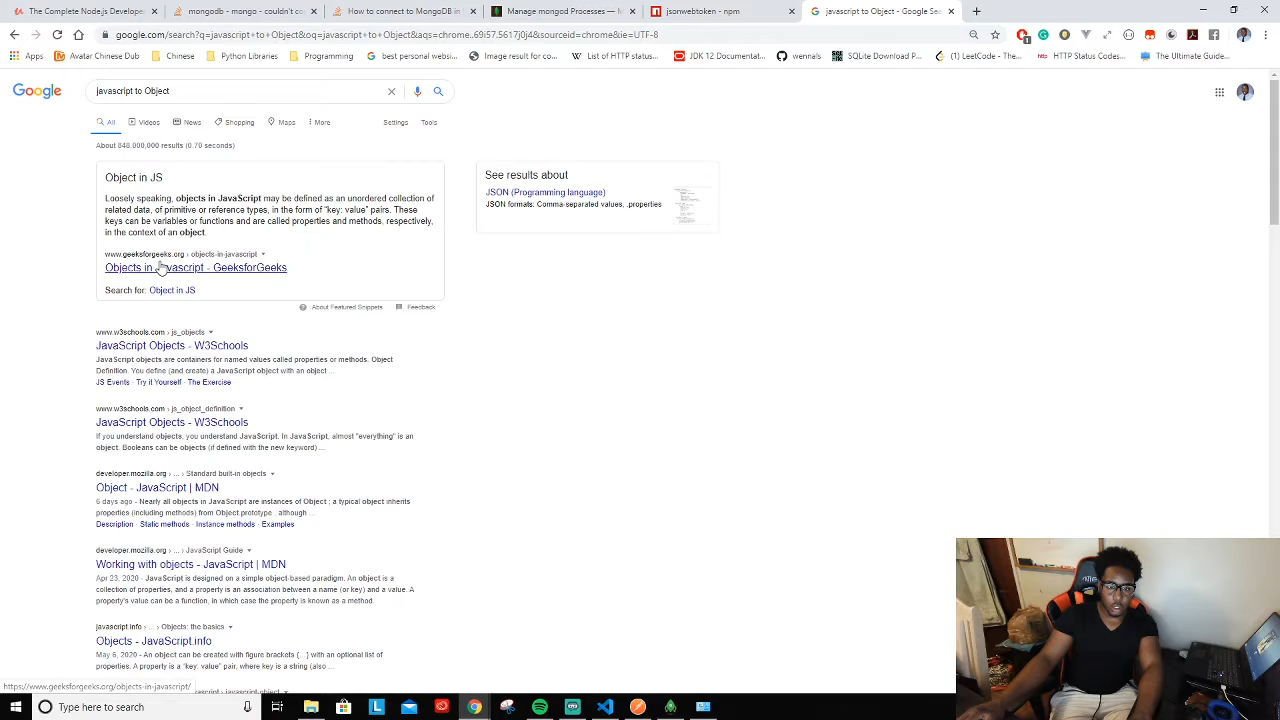 The Complete Node.js Develop
mongodb - mongo - couldn't co
How to connect to MongoDB in
Manage mongod Processes — M
jsonwebtoken - npm
javascript to Object - Google Sea
google.com/search?q=javascript+to+Object&oq=javascript+to+Object&aqs=chrome..69i57.5617j0j4&sourceid=chrome&ie=UTF-8
Apps
Avatar Chinese Dub...
Chinese
Python Libraries
Programming
best personal websi...
Image result for co...
List of HTTP status...
JDK 12 Documentati...
wennals
SQLite Tutorial P...
() LeetCode - The...
HTTP Status Codes...
The Ultimate Guide...
Google
javascript to Object
All
Videos
News
Shopping
Maps
More
Settings
Tools
About 848,000,000 results (0.70 seconds)
Object in JS
Loosely speaking, objects in JavaScript may be defined as an unordered collection of
related data, of primitive or reference types, in the form of "key: value" pairs. These
keys can be variables or functions and are called properties and methods, respectively,
in the context of an object.
www.geeksforgeeks.org › objects-in-javascript
Objects in Javascript - GeeksforGeeks
Search for: Object in JS
About Featured Snippets
Feedback
See results about
JSON (Programming language)
JSON formats: Comma-separated values, .properties
www.w3schools.com › js_objects
JavaScript Objects - W3Schools
JavaScript objects are containers for named values called properties or methods. Object
Definition. You define (and create) a JavaScript object with an object ...
JS Events · Try it Yourself · The Exercise
www.w3schools.com › js_object_definition
JavaScript Objects - W3Schools
If you understand objects, you understand JavaScript. In JavaScript, almost "everything" is an
object. Booleans can be objects (if defined with the new keyword) ...
developer.mozilla.org › ... › Standard built-in objects
Object - JavaScript | MDN
6 days ago - Nearly all objects in JavaScript are instances of Object ; a typical object inherits
properties (including methods) from Object.prototype , although ...
Description · Static methods · Instance methods · Examples
developer.mozilla.org › ... › JavaScript Guide
Working with objects - JavaScript | MDN
Apr 23, 2020 - JavaScript is designed on a simple object-based paradigm. An object is a
collection of properties, and a property is an association between a name (or key) and a value. A
property's value can be a function, in which case the property is known as a method.
javascript.info › ... › Objects: the basics
Objects - JavaScript.info
May 6, 2020 - An object can be created with figure brackets {...} with an optional list of
properties. A property is a "key: value" pair, where key is a string (also ...
https://www.geeksforgeeks.org/objects-in-javascript/
Type here to search